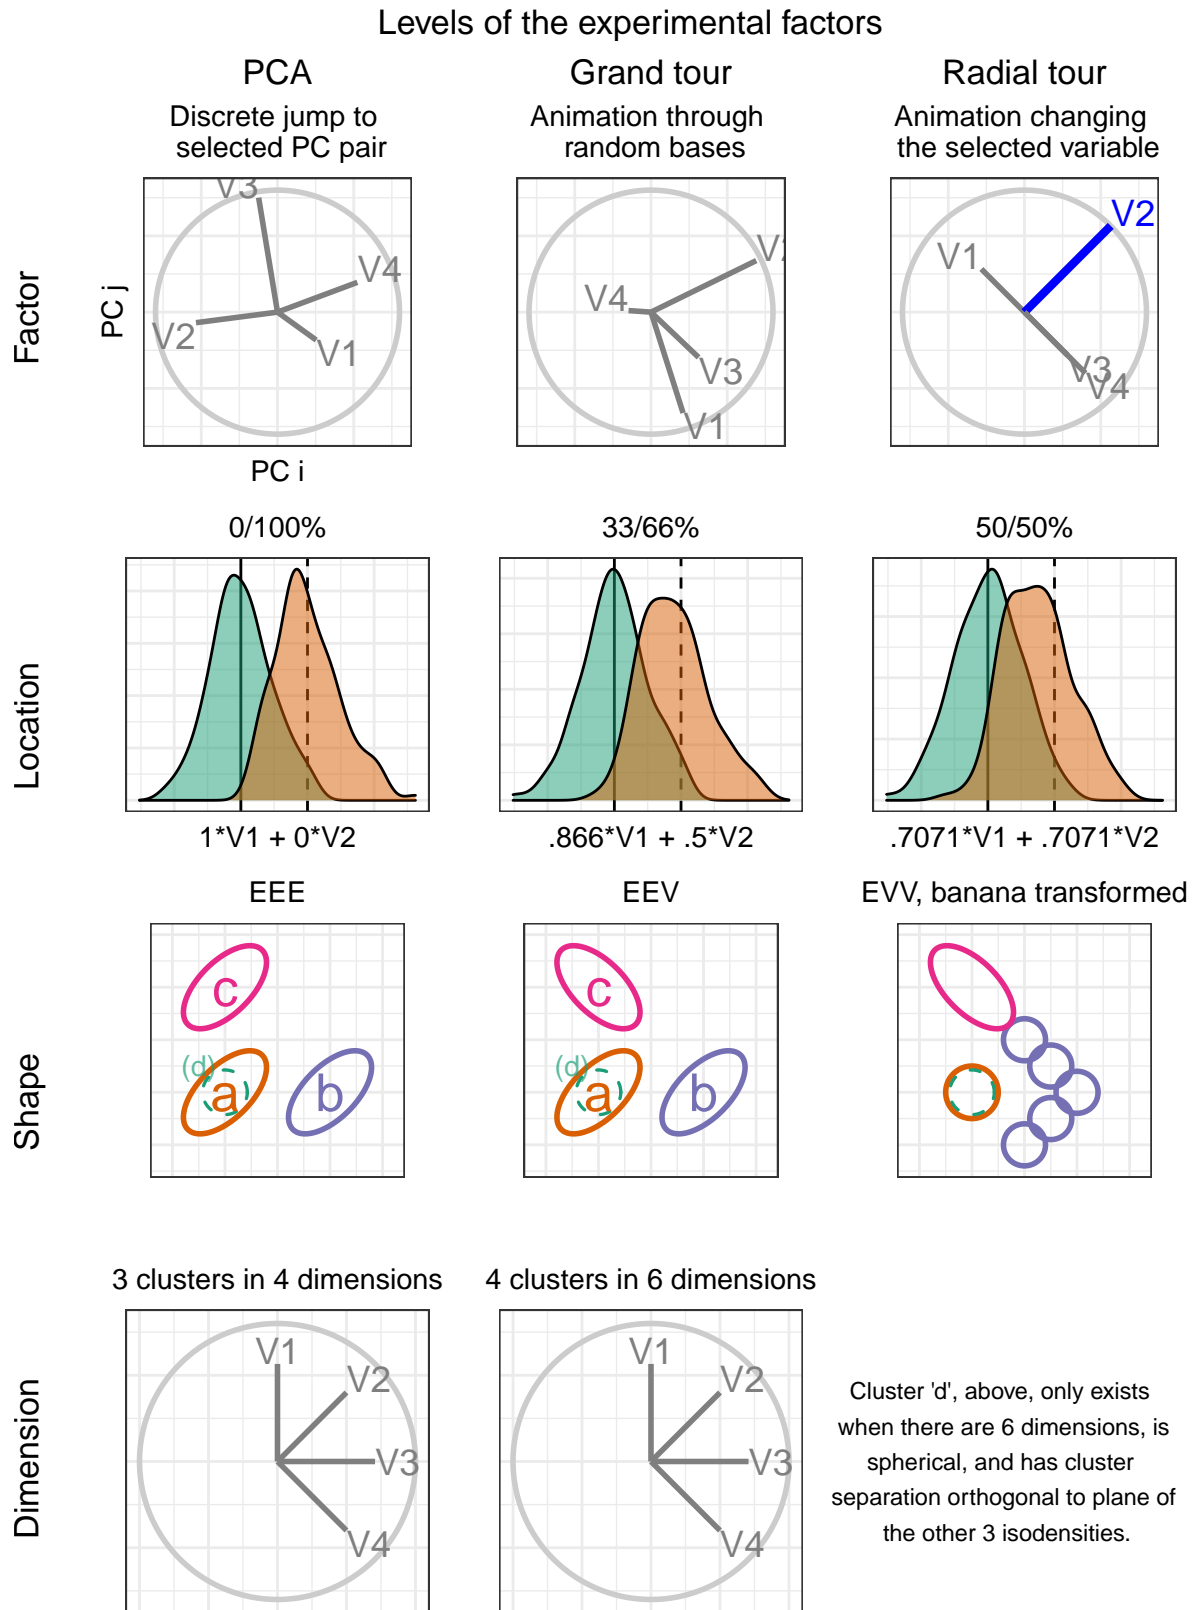 Levels of the experimental factors
PCA
Grand tour
Radial tour
Discrete jump to
selected PC pair
Animation through
random bases
Animation changing
the selected variable
Factor
PC j
V3
V4
V2
V1
PC i
V4
V3
V1
V2
V1
V3
V4
Location
0/100%
33/66%
50/50%
1*V1 + 0*V2
.866*V1 + .5*V2
.7071*V1 + .7071*V2
Shape
EEE
EEV
EVV, banana transformed
c
(d)
a
b
c
(d)
a
b
Dimension
3 clusters in 4 dimensions
4 clusters in 6 dimensions
V1
V2
V3
V4
V1
V2
V3
V4
Cluster 'd', above, only exists
when there are 6 dimensions, is
spherical, and has cluster
separation orthogonal to plane of
the other 3 isodensities.